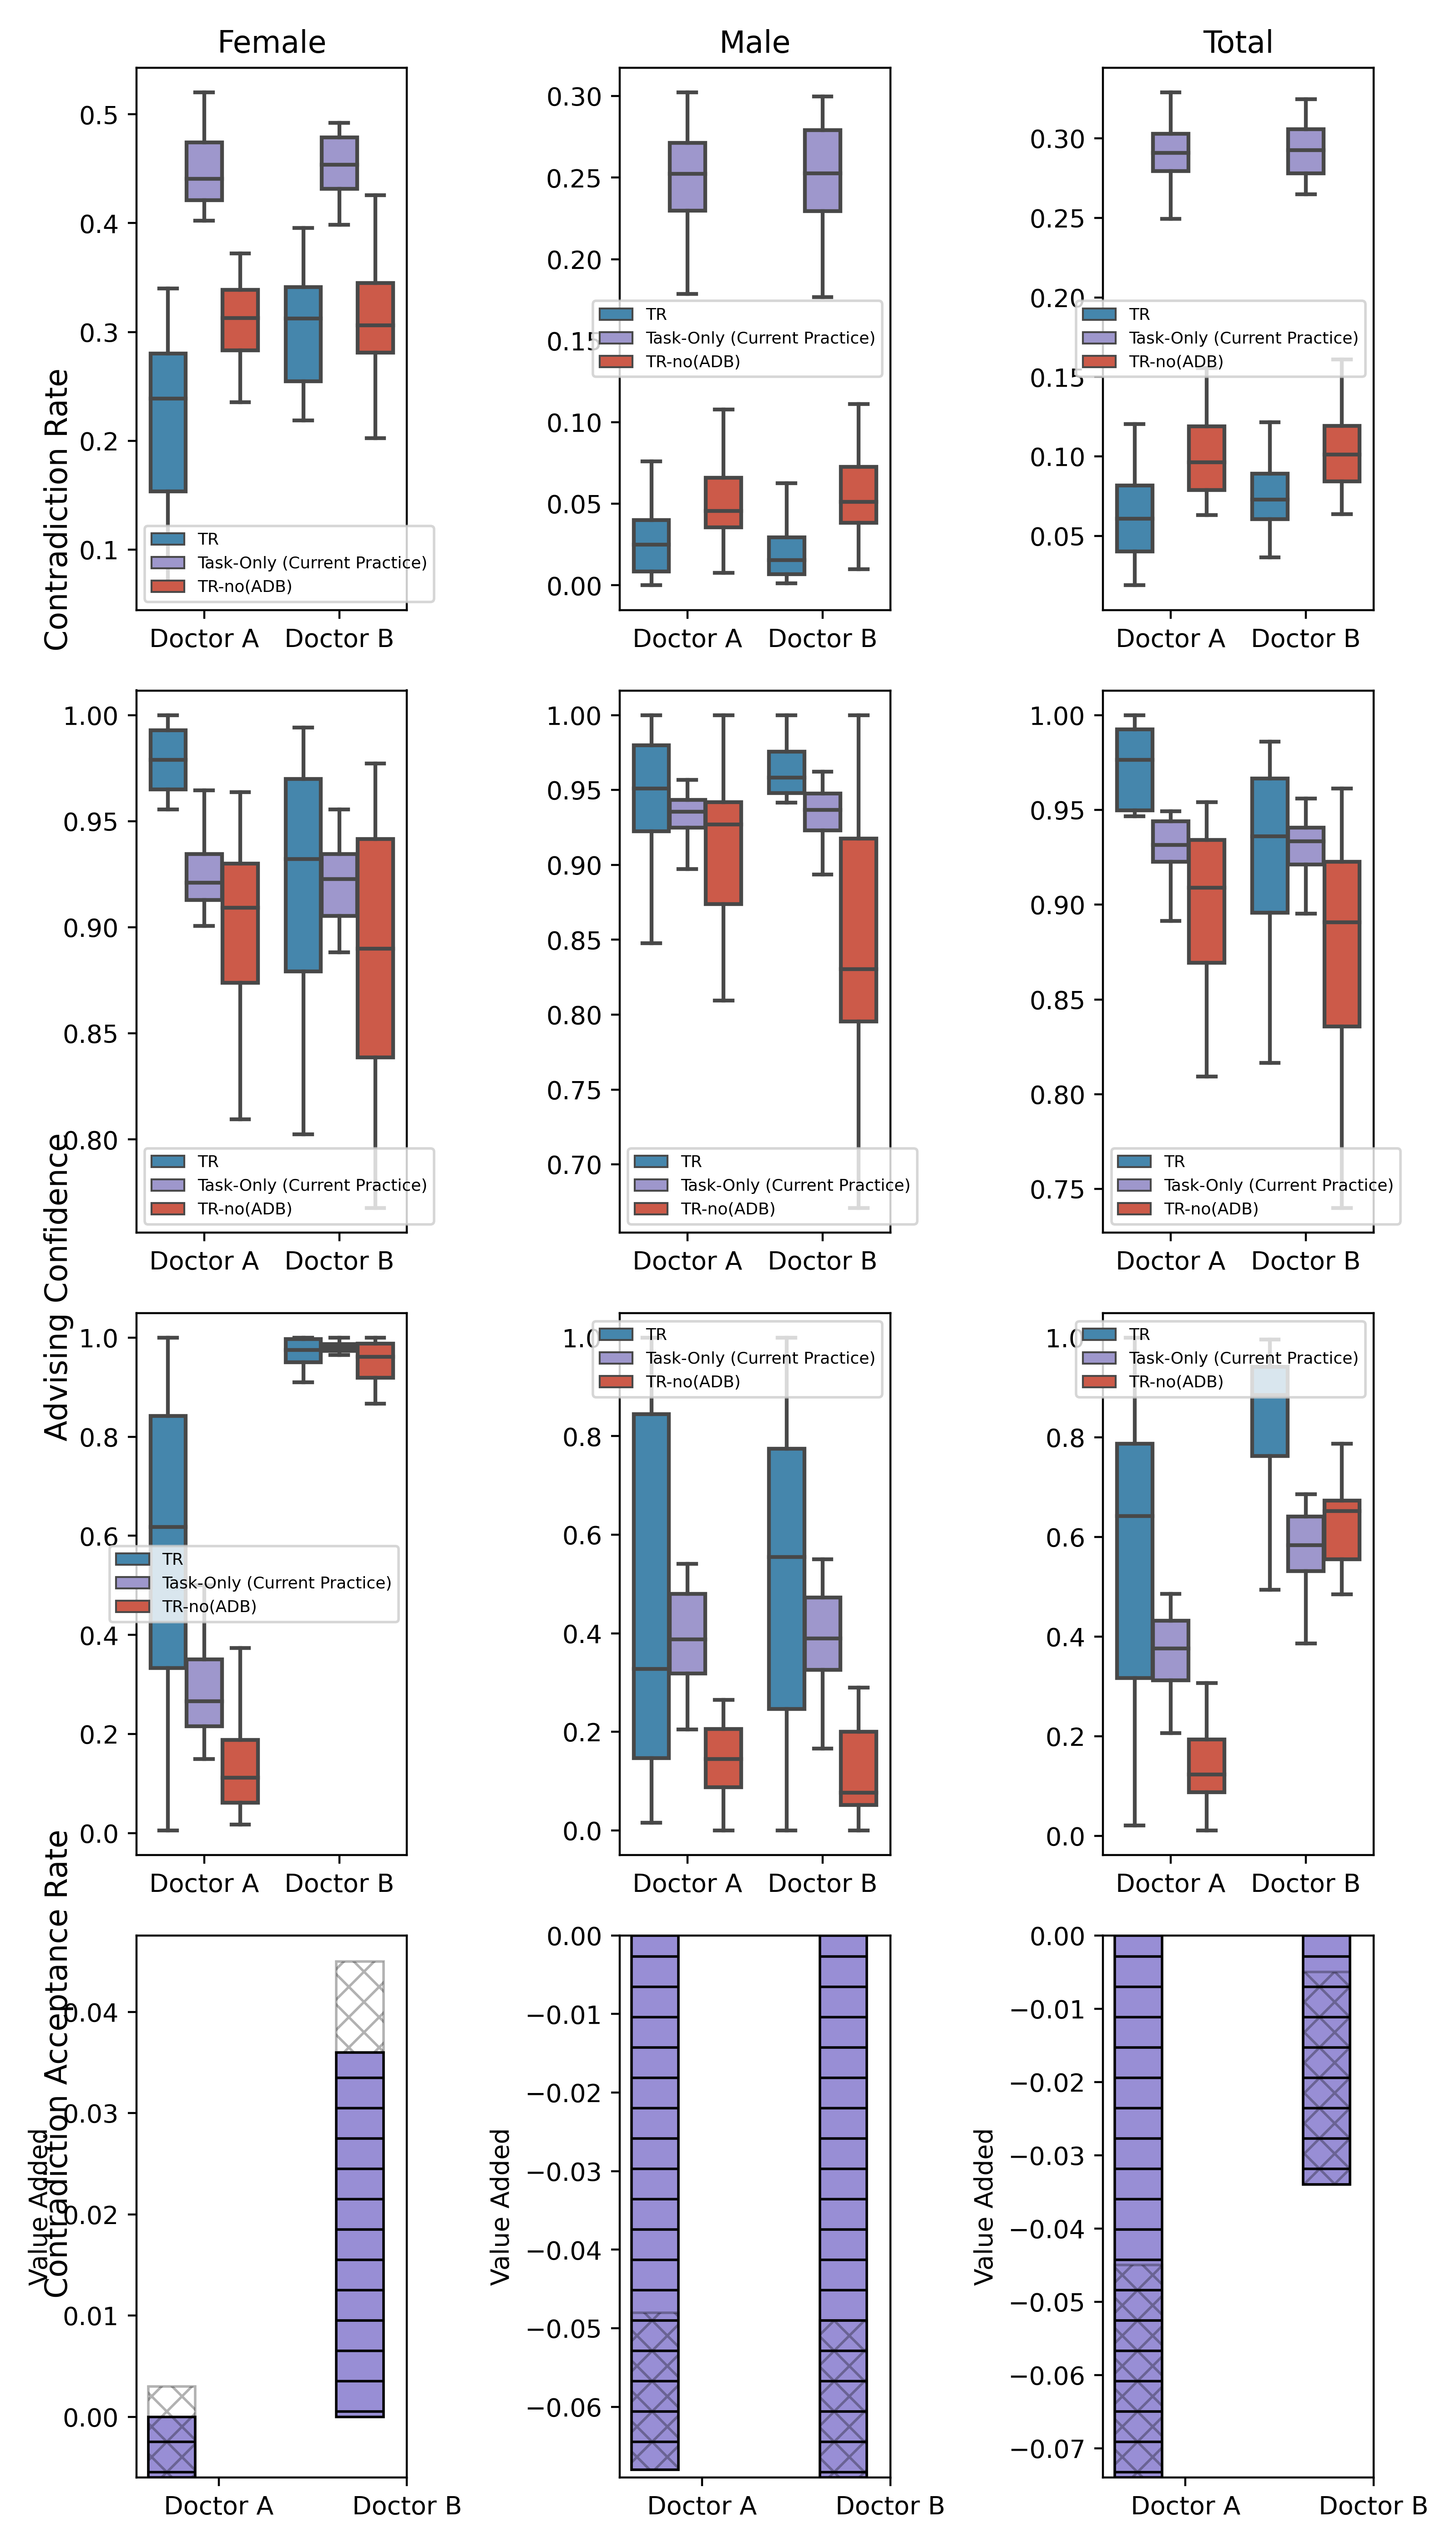 Female
Male
Total
Contradiction Rate
0.5
0.4
0.3
0.2
0.1
TR
Task-Only (Current Practice)
TR-no(ADB)
Doctor A
Doctor B
0.30
0.25
0.20
0.15
0.10
0.05
0.00
TR
Task-Only (Current Practice)
TR-no(ADB)
Doctor A
Doctor B
0.30
0.25
0.20
0.15
0.10
0.05
TR
Task-Only (Current Practice)
TR-no(ADB)
Doctor A
Doctor B
Advising Confidence
1.00
0.95
0.90
0.85
0.80
TR
Task-Only (Current Practice)
TR-no(ADB)
Doctor A
Doctor B
1.00
0.95
0.90
0.85
0.80
0.75
0.70
TR
Task-Only (Current Practice)
TR-no(ADB)
Doctor A
Doctor B
1.00
0.95
0.90
0.85
0.80
0.75
TR
Task-Only (Current Practice)
TR-no(ADB)
Doctor A
Doctor B
Contradiction Acceptance Rate
1.0
0.8
0.6
0.4
0.2
0.0
TR
Task-Only (Current Practice)
TR-no(ADB)
Doctor A
Doctor B
1.0
0.8
0.6
0.4
0.2
0.0
TR
Task-Only (Current Practice)
TR-no(ADB)
Doctor A
Doctor B
1.0
0.8
0.6
0.4
0.2
0.0
TR
Task-Only (Current Practice)
TR-no(ADB)
Doctor A
Doctor B
Value Added
0.04
0.03
0.02
0.01
0.00
Doctor A
Doctor B
Value Added
0.00
−0.01
−0.02
−0.03
−0.04
−0.05
−0.06
Doctor A
Doctor B
Value Added
0.00
−0.01
−0.02
−0.03
−0.04
−0.05
−0.06
−0.07
Doctor A
Doctor B